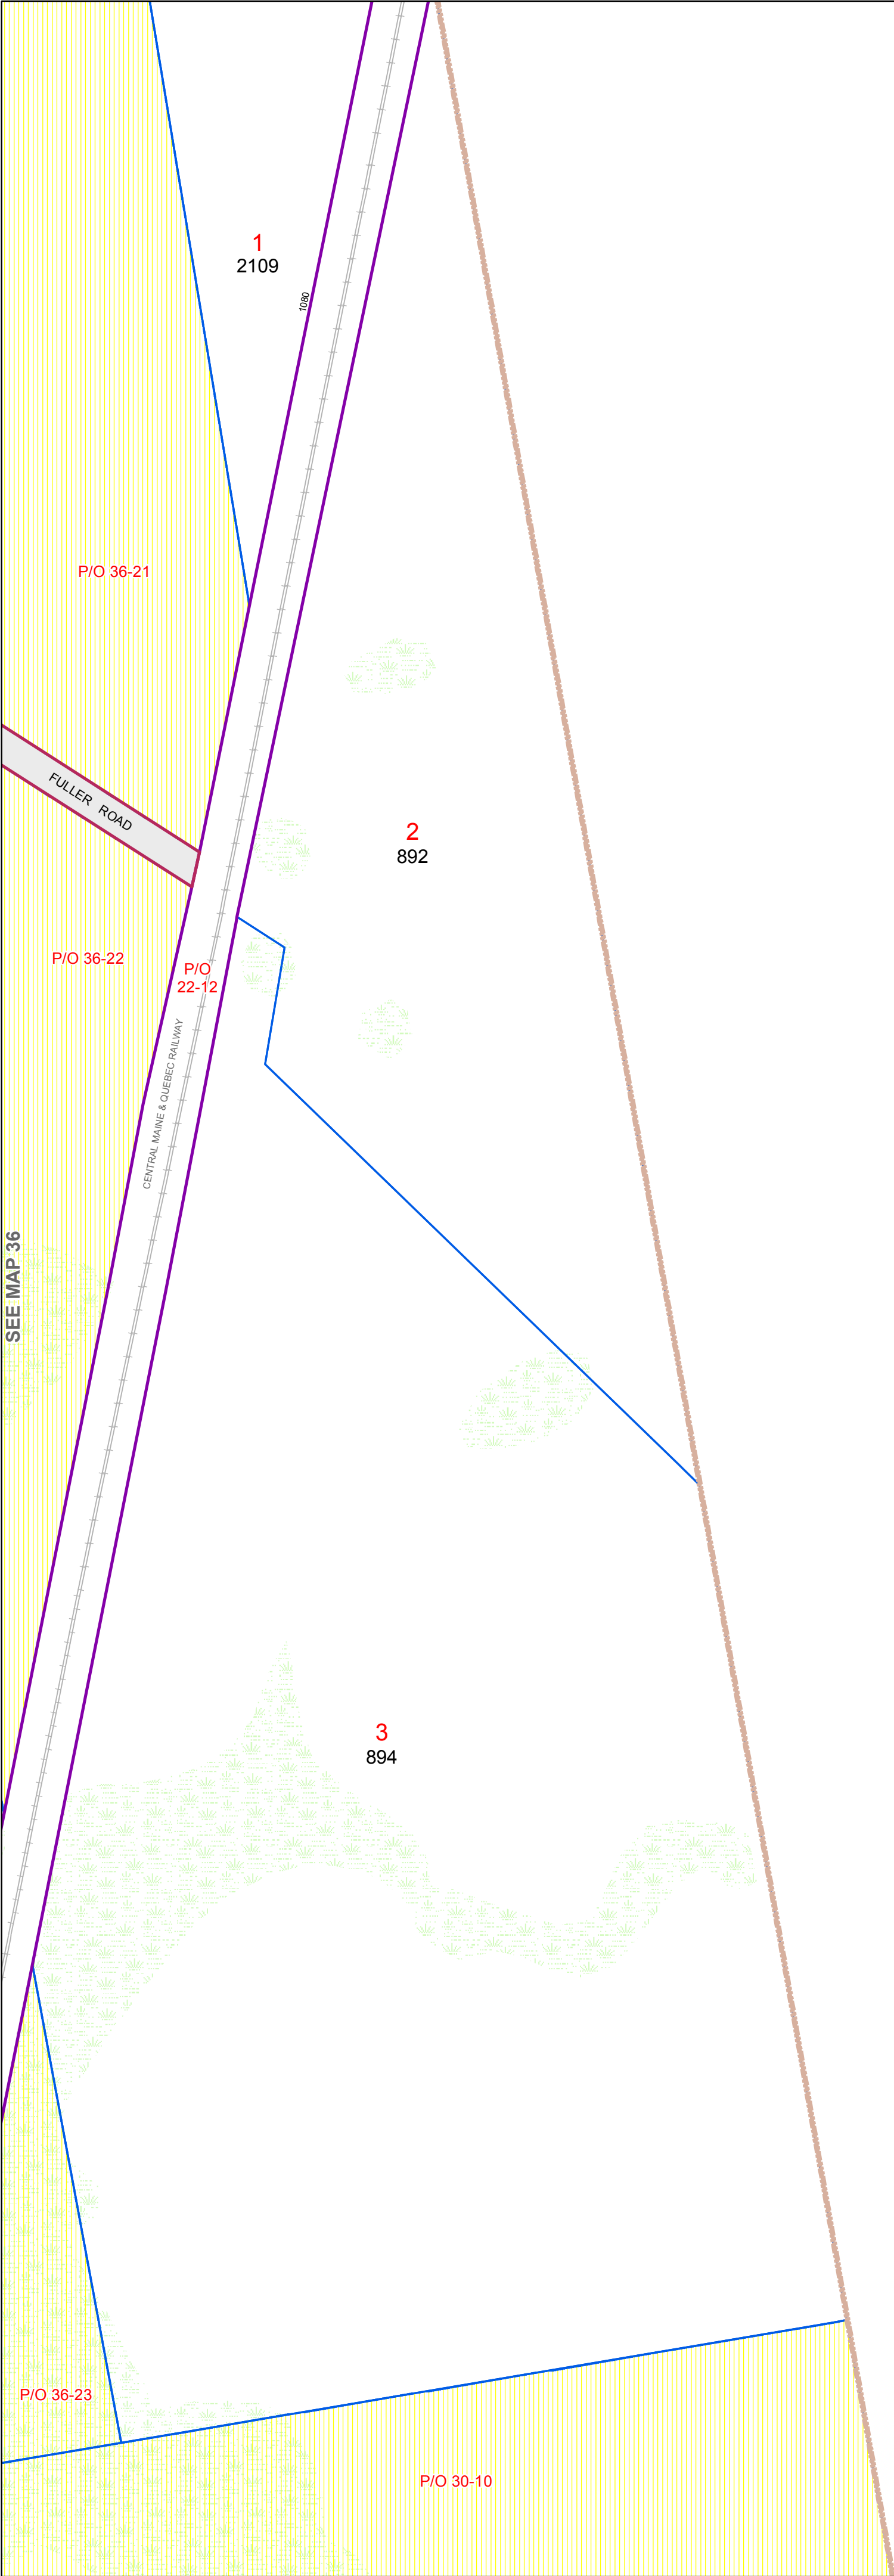 1
2109
1080
P/O 36-21
FULLER ROAD
2
892
P/O 36-22
P/O
22-12
CENTRAL MAINE & QUEBEC RAILWAY
SEE MAP 36
3
894
P/O 36-23
P/O 30-10